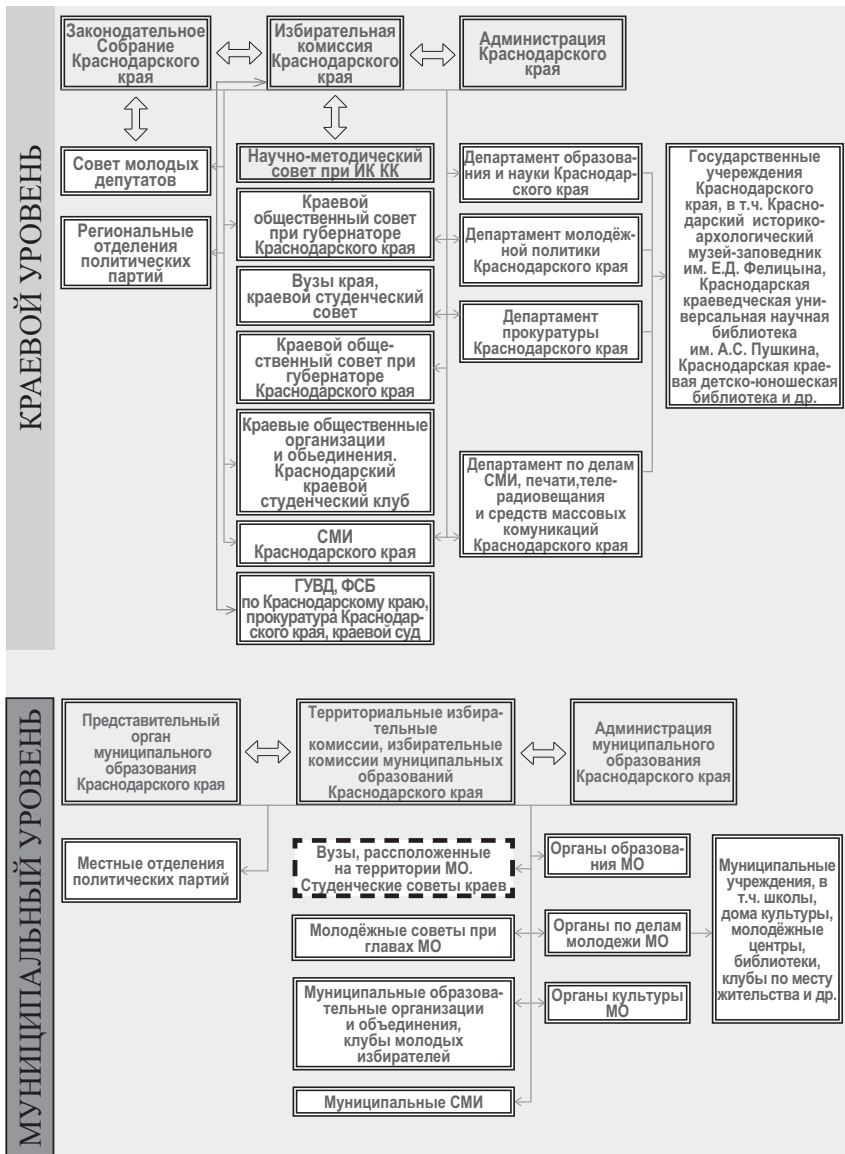 КРАЕВОЙ УРОВЕНЬ
Законодательное
Собрание
Краснодарского
края
Избирательная
комиссия
Краснодарского
края
Администрация
Краснодарского
края
Совет молодых
депутатов
Региональные
отделения
политических
партий
Научно-методический
совет при ИК КК
Краевой
общественный совет
при губернаторе
Краснодарского края
Вузы края,
краевой студенческий
совет
Краевой обще-
ственный совет при
губернаторе
Краснодарского края
Краевые общественные
организации
и обьединения.
Краснодарский
краевой
студенческий клуб
СМИ
Краснодарского края
ГУВД, ФСБ
по Краснодарскому краю,
прокуратура Краснодар-
ского края, краевой суд
Департамент образова-
ния и науки Краснодар-
ского края
Департамент молодёж-
ной политики
Краснодарского края
Департамент
прокуратуры
Краснодарского края
Департамент по делам
СМИ, печати,теле-
радиовещания
и средств массовых
комуникаций
Краснодарского края
Государственные
учереждения
Краснодарского
края, в т.ч. Красно-
дарский историко-
архологический
музей-заповедник
им. Е.Д. Фелицына,
Краснодарская
краеведческая уни-
версальная научная
библиотека
им. А.С. Пушкина,
Краснодарская крае-
вая детско-юношеская
библиотека и др.
МУНИЦИПАЛЬНЫЙ УРОВЕНЬ
Представительный
орган
муниципального
образования
Краснодарского края
Территориальные избира-
тельные
комиссии, избирательные
комиссии муниципальных
образований
Краснодарского края
Администрация
муниципального
образования
Краснодарского края
Местные отделения
политических партий
Вузы, рассположенные
на территории МО.
Студенческие советы краев
Молодёжные советы при
главах МО
Муниципальные образова-
тельные организации
и объединения,
клубы молодых
избирателей
Муниципальные СМИ
Органы образова-
ния МО
Органы по делам
молодежи МО
Органы культуры
МО
Муниципальные
учреждения, в
т.ч. школы,
дома культуры,
молодёжные
центры,
библиотеки,
клубы по месту
жительства и др.